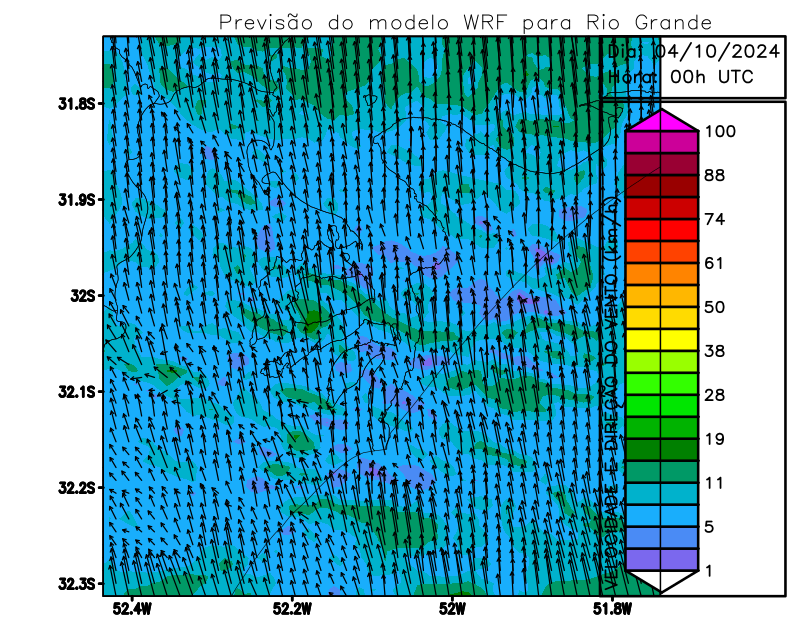 Previsão do modelo WRF para Rio Grande
Dia: 04/10/2024
Hora: 00h UTC
31.8S
31.9S
32S
32.1S
32.2S
32.3S
52.4W
52.2W
52W
51.8W
VELOCIDADE E DIREÇÃO DO VENTO (km/h)
100
88
74
61
50
38
28
19
11
5
1